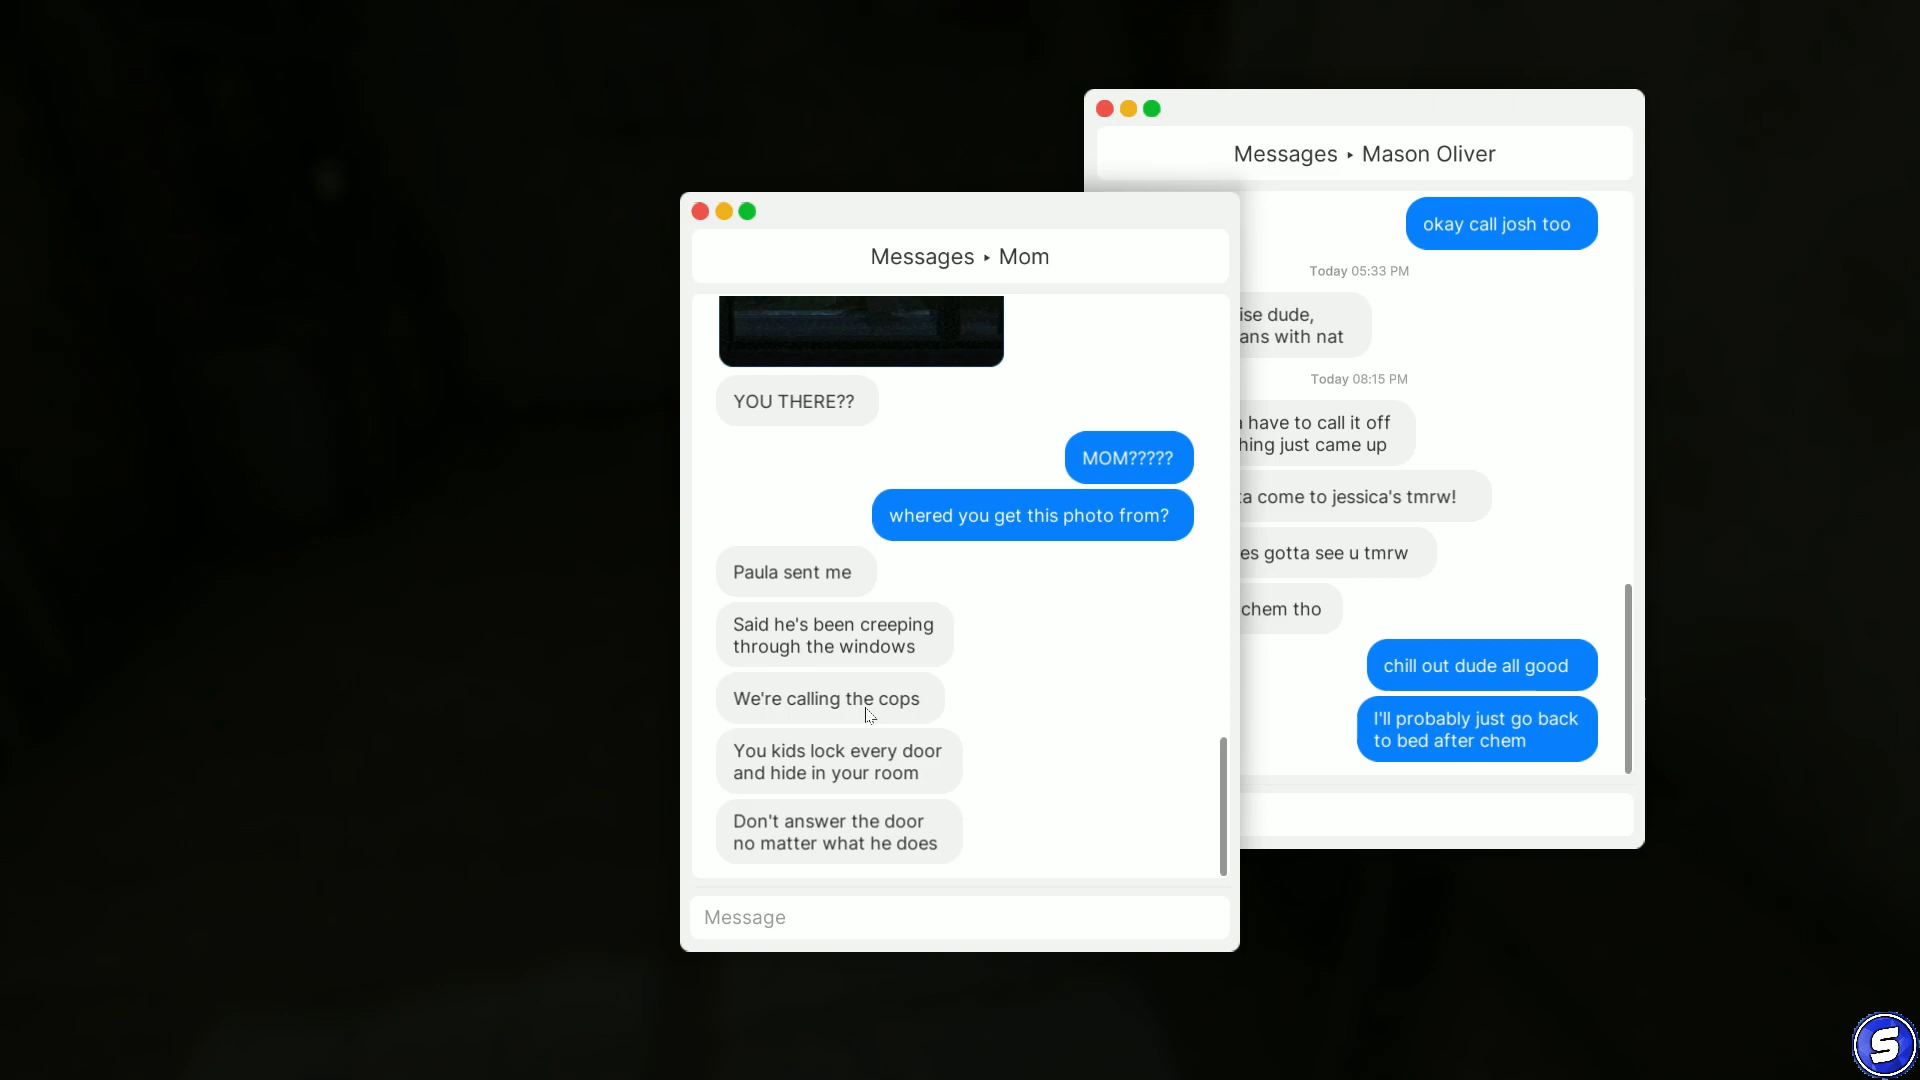 Messages ▸ Mom
YOU THERE??
MOM?????
whered you get this photo from?
Paula sent me
Said he's been creeping
through the windows
We're calling the cops
You kids lock every door
and hide in your room
Don't answer the door
no matter what he does
Message
Messages ▸ Mason Oliver
okay call josh too
Today 05:33 PM
dude,
with nat
Today 08:15 PM
have to call it off
just came up
come to jessica's tmrw!
gotta see u tmrw
chem tho
chill out dude all good
I'll probably just go back
to bed after chem
S